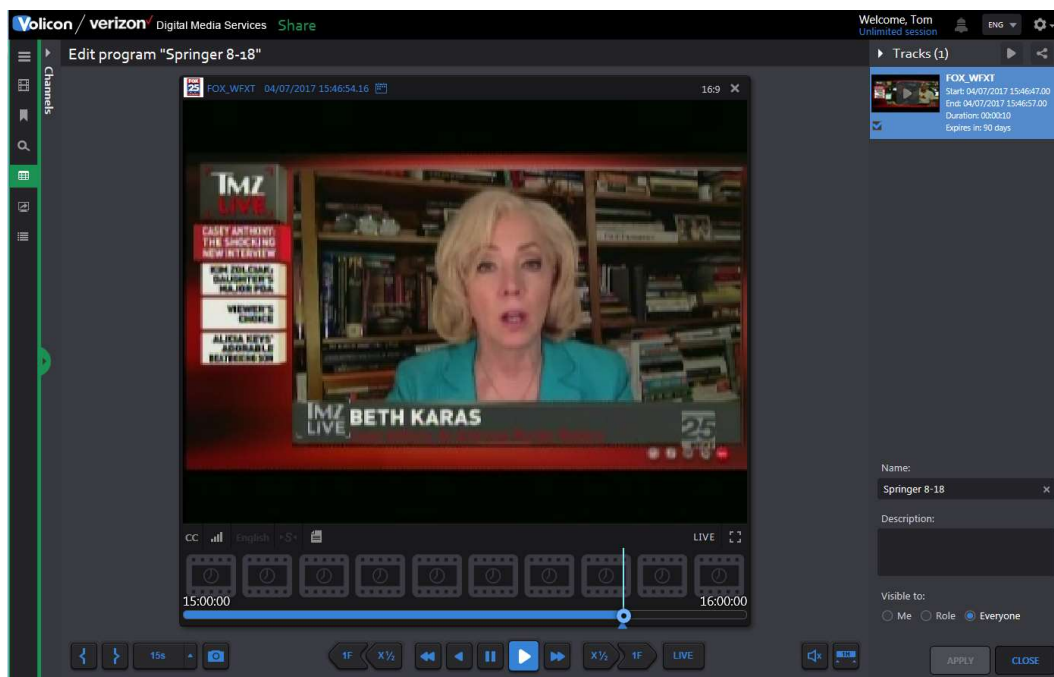 Volicon / verizon✓ Digital Media Services Share
Welcome, Tom
Unlimited session
ENG
Channels
Edit program "Springer 8-18"
Tracks (1)
FOX 25
FOX_WFXT 04/07/2017 15:46:54.16
16:9
FOX_WFXT
Start: 04/07/2017 15:46:47.00
End: 04/07/2017 15:46:57.00
Duration: 00:00:10
Expires in: 90 days
TMZ
LIVE
CASEY ANTHONY:
THE SHOCKING
NEW INTERVIEW
KIM ZOLCIAK:
DAUGHTER'S
MAJOR PDA
VIEWER'S
CHOICE
ALICIA KEYS'
ADORABLE
BEATBOXING SON
TMZ
LIVE
BETH KARAS
25
CC
English
S
LIVE
15:00:00
16:00:00
Name:
Springer 8-18
Description:
Visible to:
Me Role Everyone
15s
1F
X½
X½
1F
LIVE
1H
APPLY
CLOSE